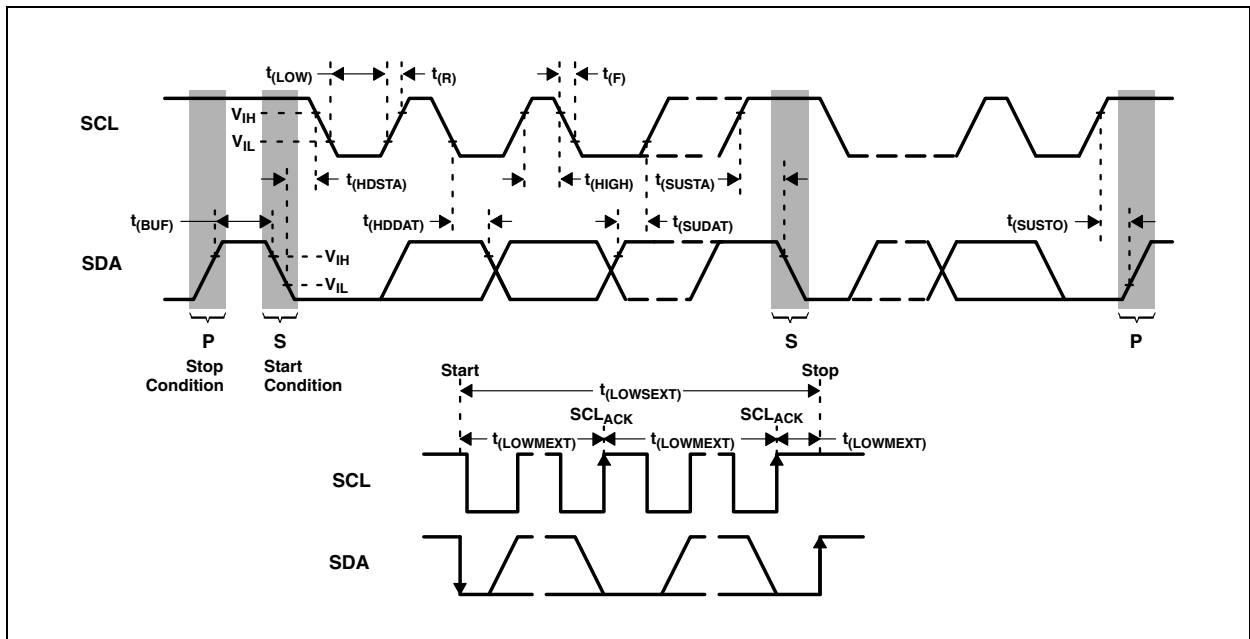 t(LOW) t(R) t(F)
SCL
VIH
VIL
t(HDSTA) t(HIGH) t(SUSTA)
t(BUF) t(HDDAT) t(SUDAT) t(SUSTO)
SDA
VIH
VIL
P S S P
Stop Condition
Start Condition
Start Stop
t(LOWSEXT)
SCLACK SCLACK
t(LOWMEXT) t(LOWMEXT) t(LOWMEXT)
SCL
SDA